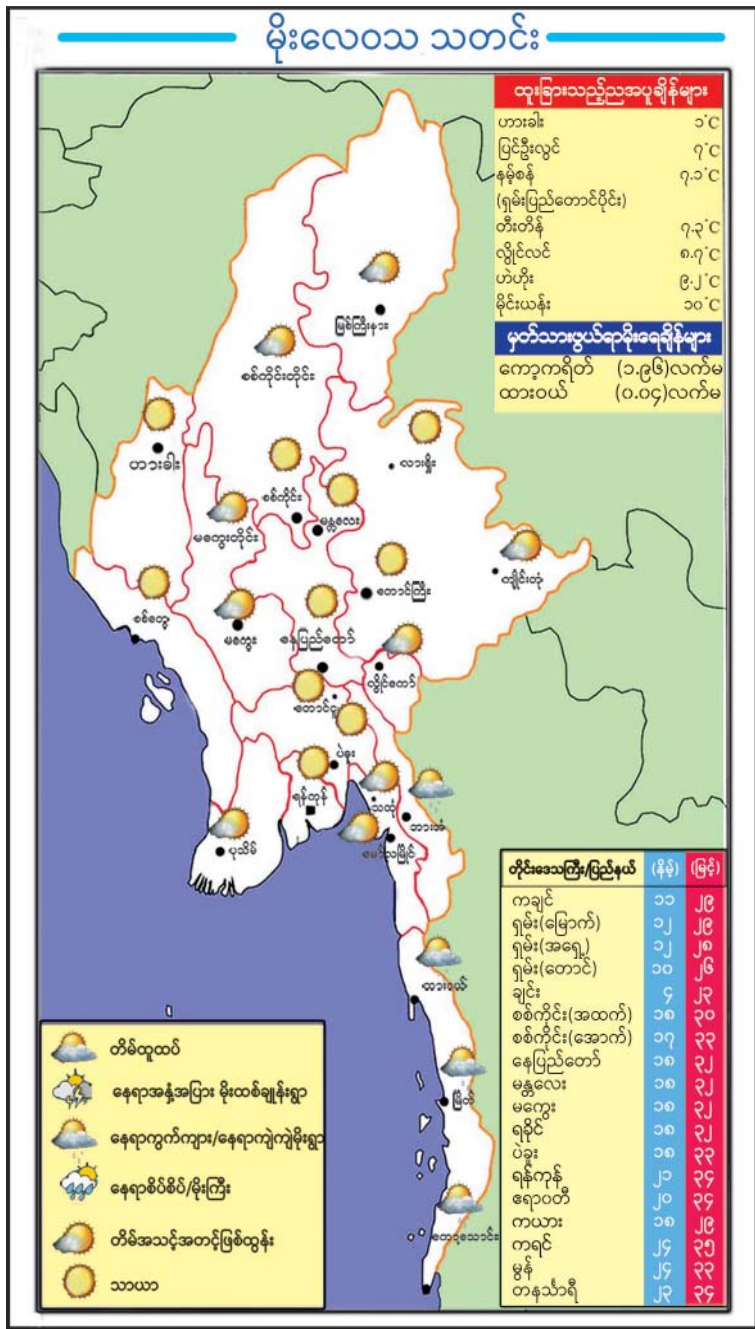 မိုးလေဝသ သတင်း
ထူးခြားသည့်ညအပူချိန်များ
ဟားခါး ၁°C
ပြင်ဦးလွင် ၇°C
နမ့်စန် ၇.၁°C
(ရှမ်းပြည်တောင်ပိုင်း)
တီးတိန် ၇.၃°C
လွိုင်လင် ၈.၇°C
ဟဲဟိုး ၉.၂°C
မိုင်းယန်း ၁၀°C
မှတ်သားဖွယ်ရာမိုးရေချိန်များ
ကော့ကရိတ် (၁.၉၆)လက်မ
ထားဝယ် (၀.၀၄)လက်မ
မြစ်ကြီးနား
စစ်ကိုင်းတိုင်း
ဟားခါး
လားရှိုး
စစ်ကိုင်း
မန္တလေး
မကွေးတိုင်း
ကျိုင်းတုံ
တောင်ကြီး
စစ်တွေ
မကွေး
နေပြည်တော်
လွိုင်ကော်
တောင်ငူ
ပဲခူး
ရန်ကုန်
သထုံ
ဘားအံ
ပုသိမ်
မော်လမြိုင်
ထားဝယ်
မြိတ်
ကော့သောင်း
တိုင်းဒေသကြီး/ပြည်နယ် (နိမ့်) (မြင့်)
ကချင် ၁၁ ၂၉
ရှမ်း(မြောက်) ၁၂ ၂၉
ရှမ်း(အရှေ့) ၁၂ ၂၈
ရှမ်း(တောင်) ၁၀ ၂၆
ချင်း ၄ ၂၃
စစ်ကိုင်း(အထက်) ၁၈ ၃၀
စစ်ကိုင်း(အောက်) ၁၇ ၃၃
နေပြည်တော် ၁၈ ၃၂
မန္တလေး ၁၈ ၃၂
မကွေး ၁၈ ၃၂
ရခိုင် ၁၈ ၃၂
ပဲခူး ၁၈ ၃၃
ရန်ကုန် ၂၁ ၃၄
ဧရာဝတီ ၂၀ ၃၄
ကယား ၁၈ ၂၉
ကရင် ၂၄ ၃၅
မွန် ၂၄ ၃၃
တနင်္သာရီ ၂၃ ၃၄
တိမ်ထူထပ်
နေရာအနှံ့အပြား မိုးထစ်ချုန်းရွာ
နေရာကွက်ကျား/နေရာကျဲကျဲမိုးရွာ
နေရာစိပ်စိပ်/မိုးကြီး
တိမ်အသင့်အတင့်ဖြစ်ထွန်း
သာယာ